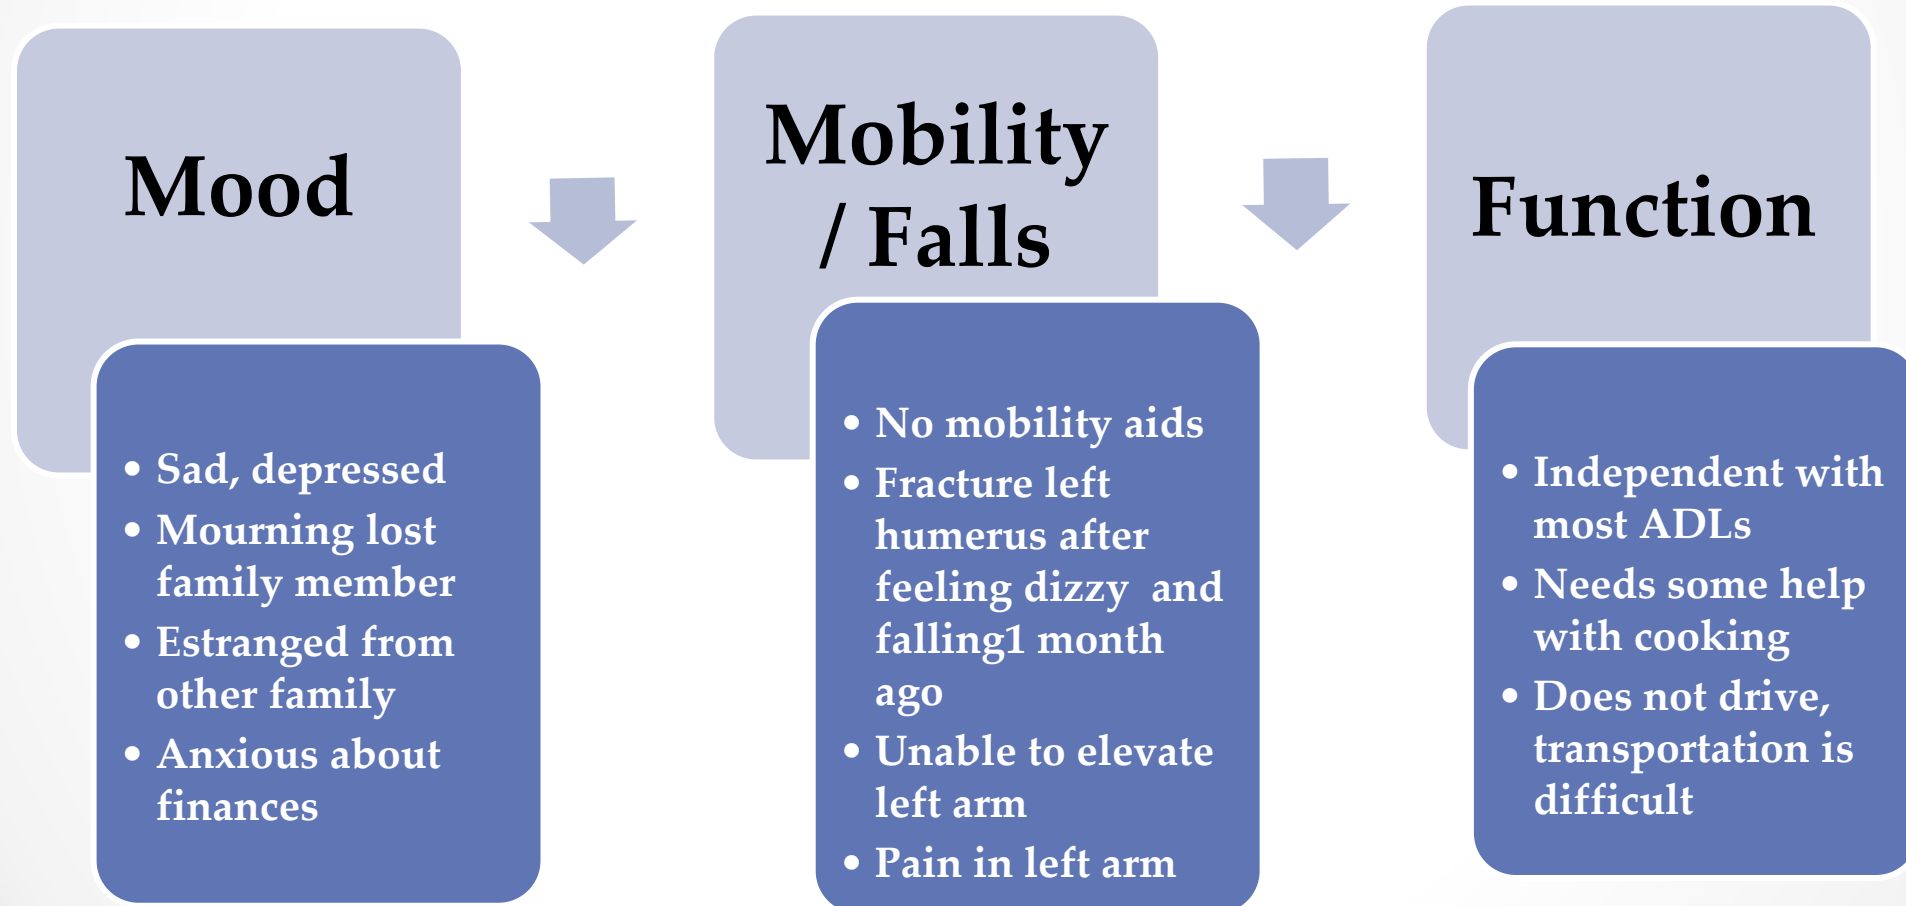 Mood
• Sad, depressed
• Mourning lost
family member
• Estranged from
other family
• Anxious about
finances
Mobility
/ Falls
• No mobility aids
• Fracture left
humerus after
feeling dizzy  and
falling1 month
ago
• Unable to elevate
left arm
• Pain in left arm
Function
• Independent with
most ADLs
• Needs some help
with cooking
• Does not drive,
transportation is
difficult